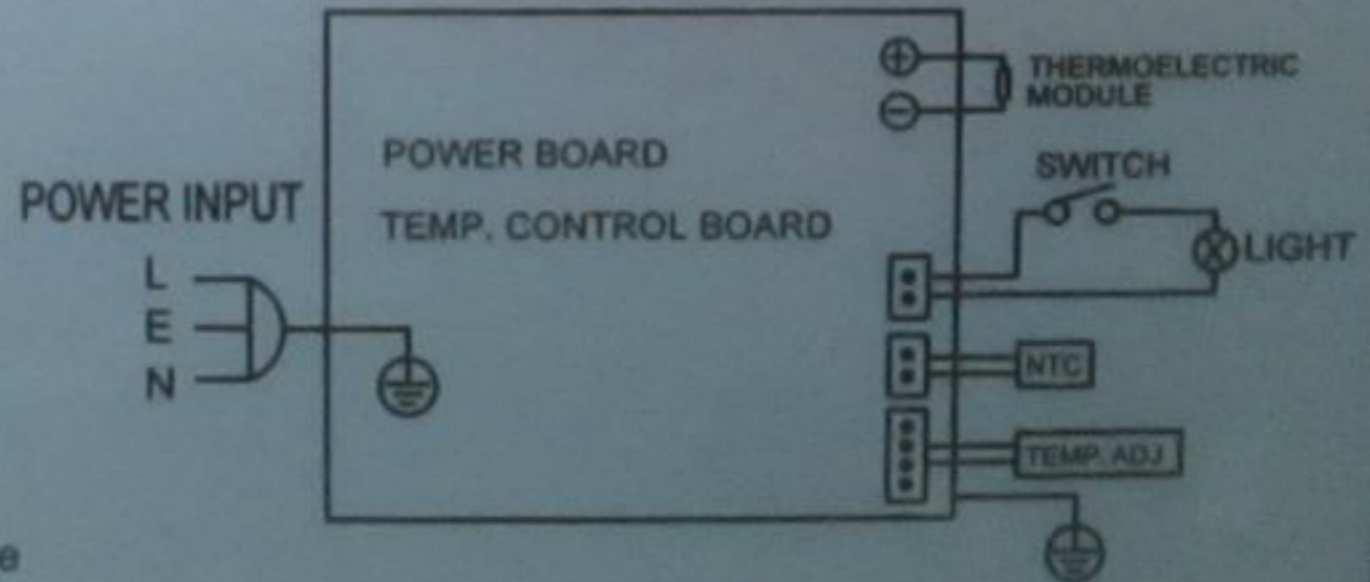 THERMOELECTRIC
MODULE
POWER BOARD
SWITCH
POWER INPUT
TEMP. CONTROL BOARD
LIGHT
L
E
N
NTC
TEMP. ADJ
e